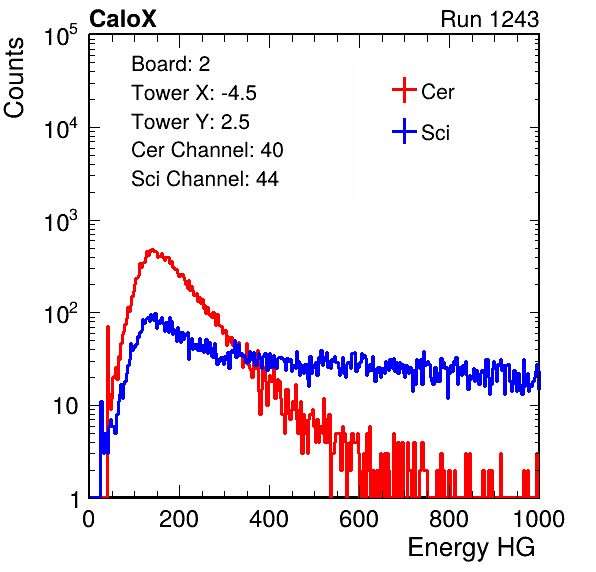 CaloX Run 1243
Counts
Board: 2
Tower X: -4.5
Tower Y: 2.5
Cer Channel: 40
Sci Channel: 44
Cer
Sci
10^5
10^4
10^3
10^2
10
1
0 200 400 600 800 1000
Energy HG